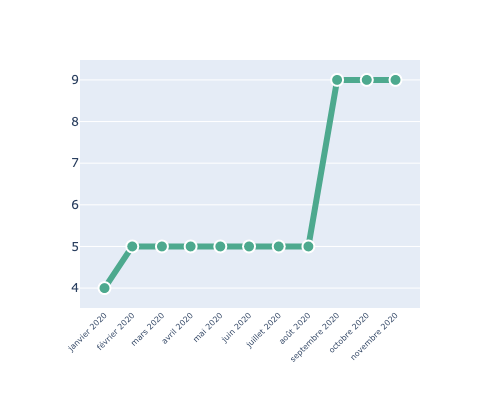 9
8
7
6
5
4
janvier 2020
février 2020
mars 2020
avril 2020
mai 2020
juin 2020
juillet 2020
août 2020
septembre 2020
octobre 2020
novembre 2020